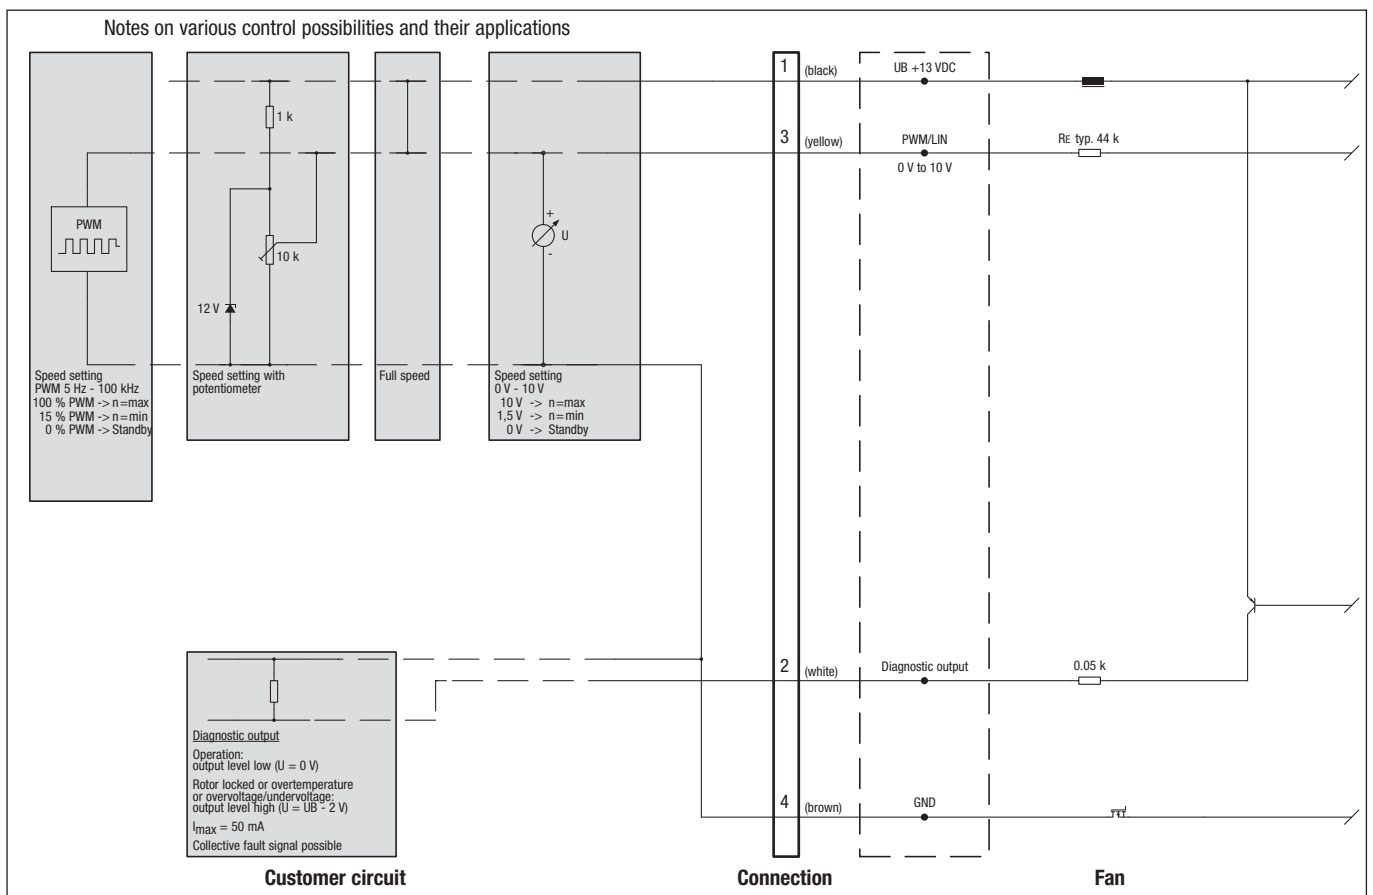 Notes on various control possibilities and their applications
1
(black)
UB +13 VDC
1 k
3
(yellow)
PWM/LIN
0 V to 10 V
RE typ. 44 k
PWM
+
U
-
10 k
12 V
Speed setting
PWM 5 Hz - 100 kHz
100 % PWM -> n=max
15 % PWM -> n=min
0 % PWM -> Standby
Speed setting with
potentiometer
Full speed
Speed setting
0 V - 10 V
10 V -> n=max
1,5 V -> n=min
0 V -> Standby
2
(white)
Diagnostic output
0.05 k
Diagnostic output
Operation:
output level low (U = 0 V)
Rotor locked or overtemperature
or overvoltage/undervoltage:
output level high (U = UB - 2 V)
Imax = 50 mA
Collective fault signal possible
4
(brown)
GND
Customer circuit
Connection
Fan